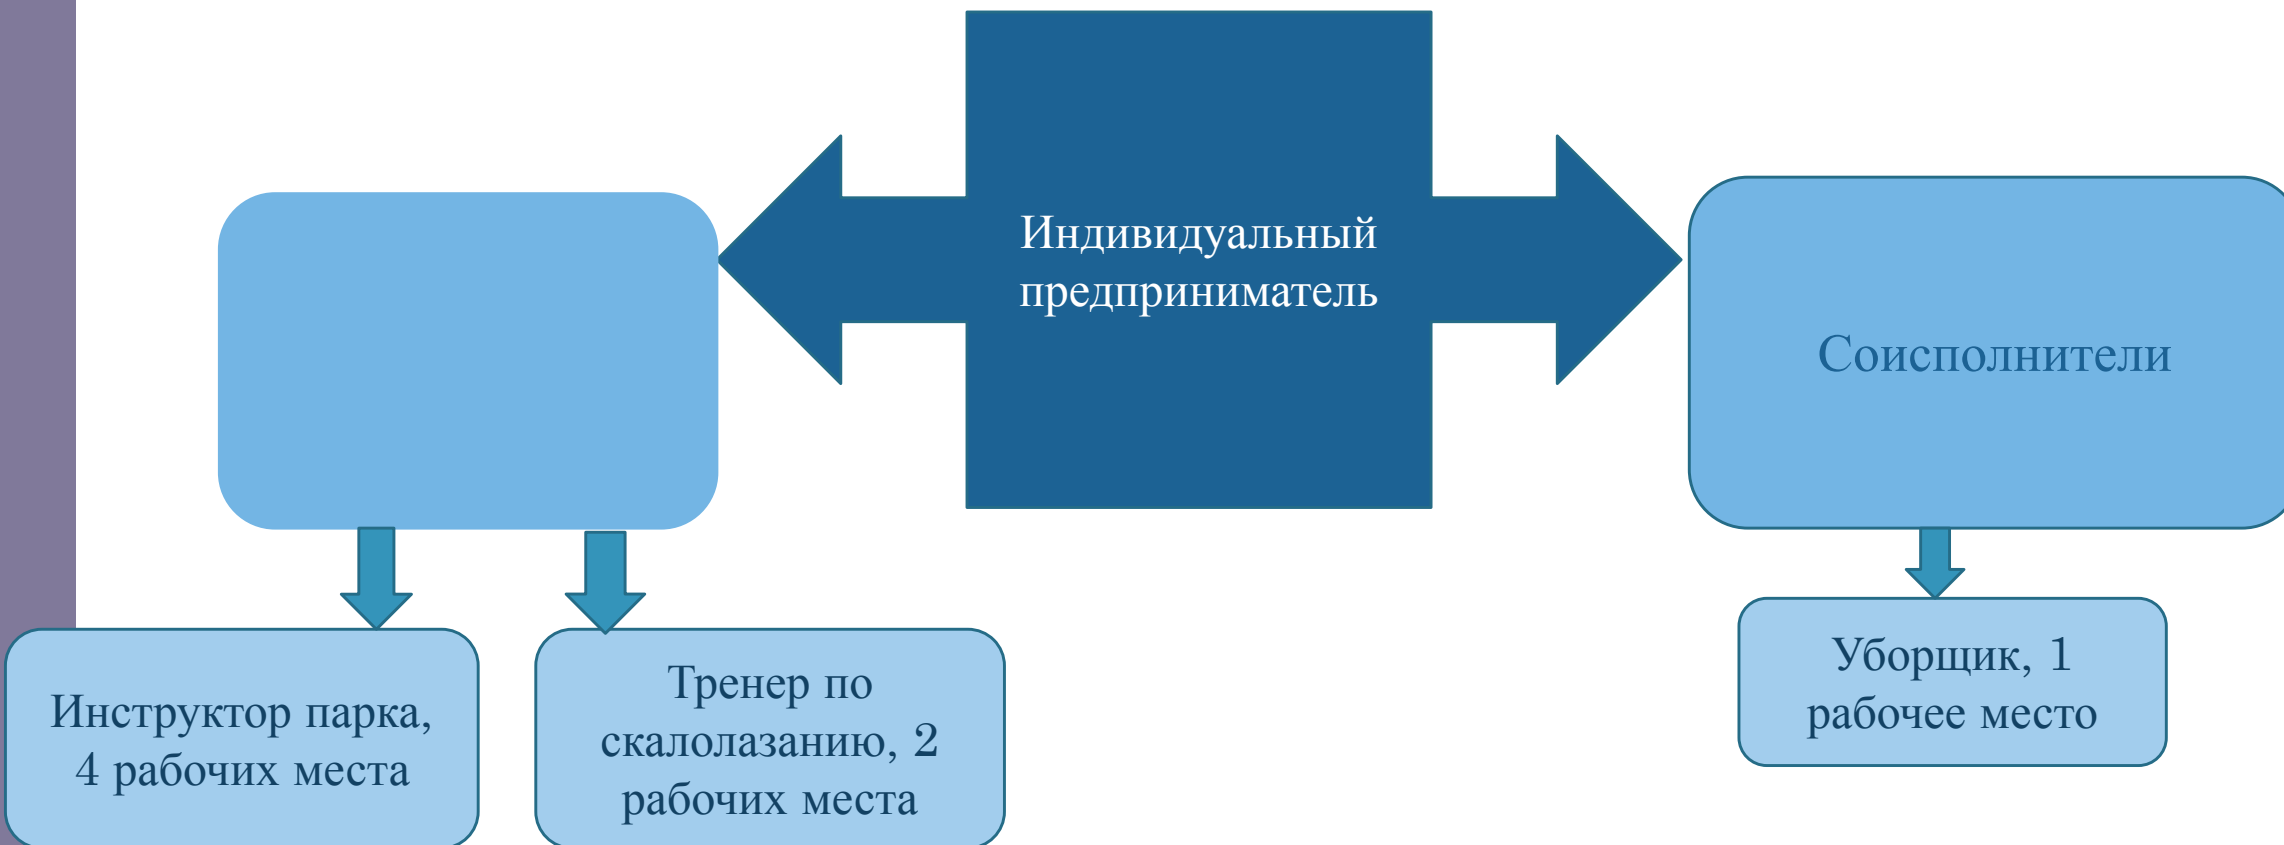 Индивидуальный
предприниматель
Соисполнители
Инструктор парка,
4 рабочих места
Тренер по
скалолазанию, 2
рабочих места
Уборщик, 1
рабочее место